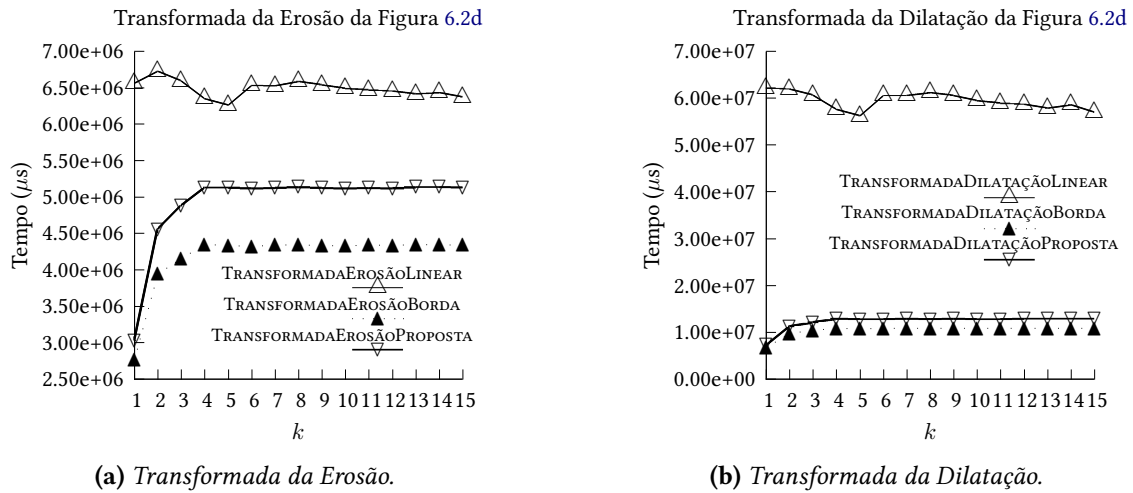 Transformada da Erosão da Figura 6.2d
7.00e+06
6.50e+06
6.00e+06
5.50e+06
5.00e+06
4.50e+06
4.00e+06
3.50e+06
3.00e+06
2.50e+06
Tempo (μs)
TransformadaErosãoLinear
TransformadaErosãoBorda
TransformadaErosãoProposta
1 2 3 4 5 6 7 8 9 10 11 12 13 14 15
k
(a) Transformada da Erosão.
Transformada da Dilatação da Figura 6.2d
7.00e+07
6.00e+07
5.00e+07
4.00e+07
3.00e+07
2.00e+07
1.00e+07
0.00e+00
Tempo (μs)
TransformadaDilataçãoLinear
TransformadaDilataçãoBorda
TransformadaDilataçãoProposta
1 2 3 4 5 6 7 8 9 10 11 12 13 14 15
k
(b) Transformada da Dilatação.